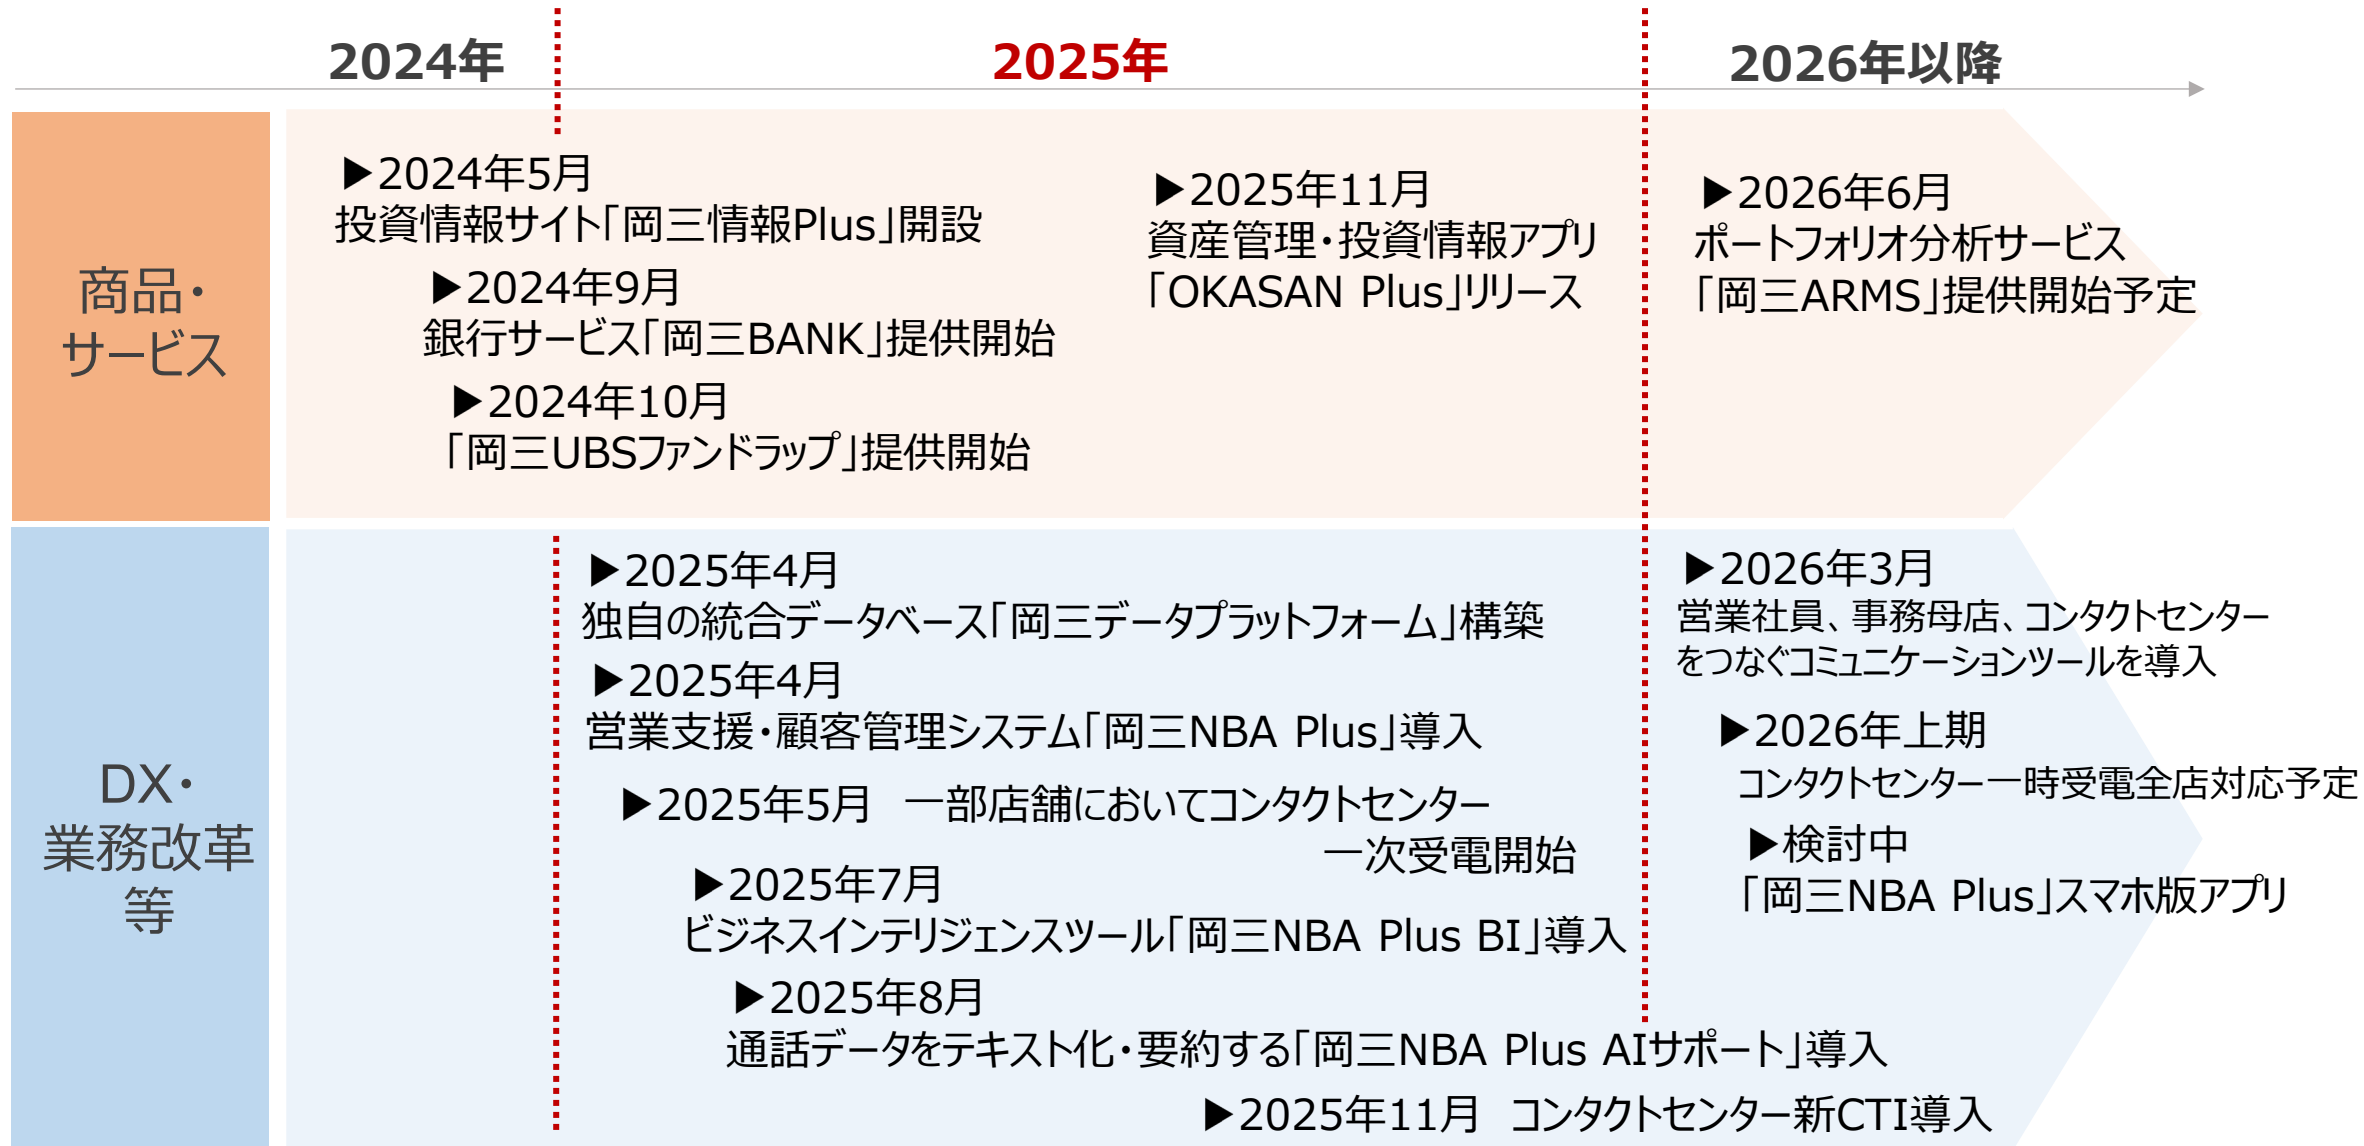 2024年
2025年
2026年以降
商品・
サービス
▶2024年5月
投資情報サイト「岡三情報Plus」開設
▶2024年9月
銀行サービス「岡三BANK」提供開始
▶2024年10月
「岡三UBSファンドラップ」提供開始
▶2025年11月
資産管理・投資情報アプリ
「OKASAN Plus」リリース
▶2026年6月
ポートフォリオ分析サービス
「岡三ARMS」提供開始予定
DX・
業務改革
等
▶2025年4月
独自の統合データベース「岡三データプラットフォーム」構築
▶2025年4月
営業支援・顧客管理システム「岡三NBA Plus」導入
▶2025年5月　一部店舗においてコンタクトセンター
一次受電開始
▶2025年7月
ビジネスインテリジェンスツール「岡三NBA Plus BI」導入
▶2025年8月
通話データをテキスト化・要約する「岡三NBA Plus AIサポート」導入
▶2025年11月　コンタクトセンター新CTI導入
▶2026年3月
営業社員、事務母店、コンタクトセンター
をつなぐコミュニケーションツールを導入
▶2026年上期
コンタクトセンター一時受電全店対応予定
▶検討中
「岡三NBA Plus」スマホ版アプリ